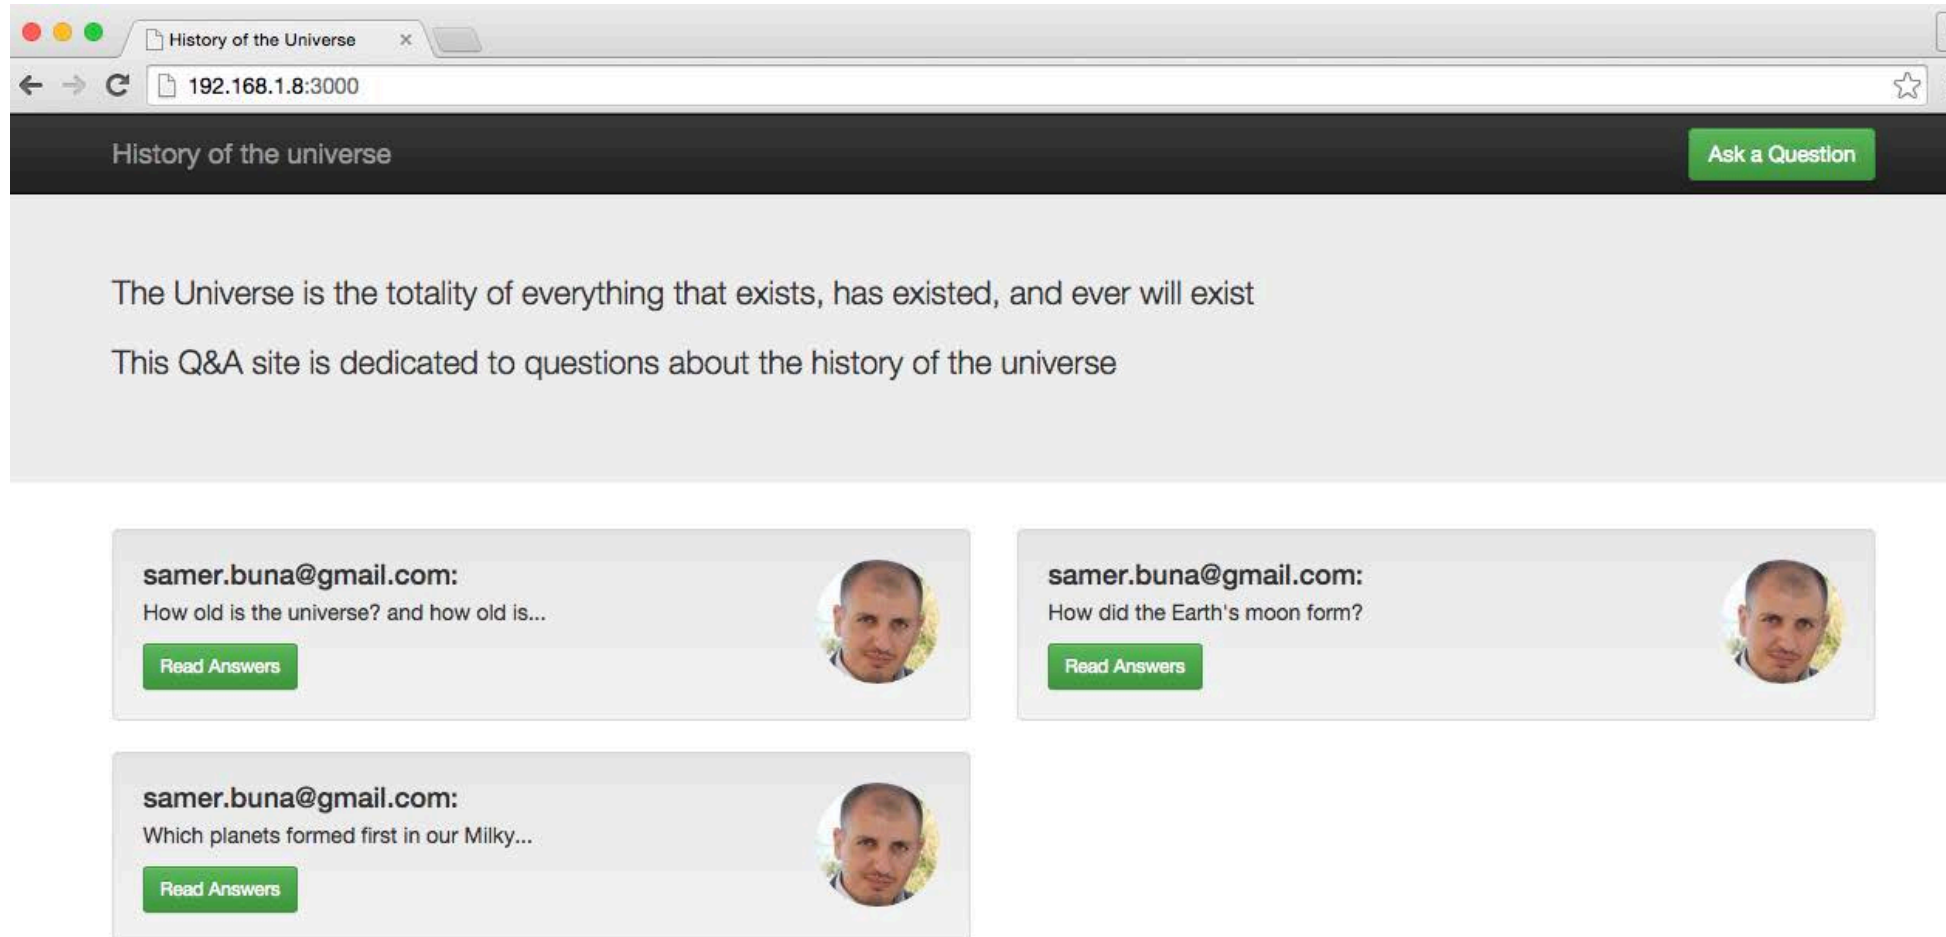 History of the Universe
192.168.1.8:3000
History of the universe
Ask a Question
The Universe is the totality of everything that exists, has existed, and ever will exist
This Q&A site is dedicated to questions about the history of the universe
samer.buna@gmail.com:
How old is the universe? and how old is...
Read Answers
samer.buna@gmail.com:
How did the Earth's moon form?
Read Answers
samer.buna@gmail.com:
Which planets formed first in our Milky...
Read Answers